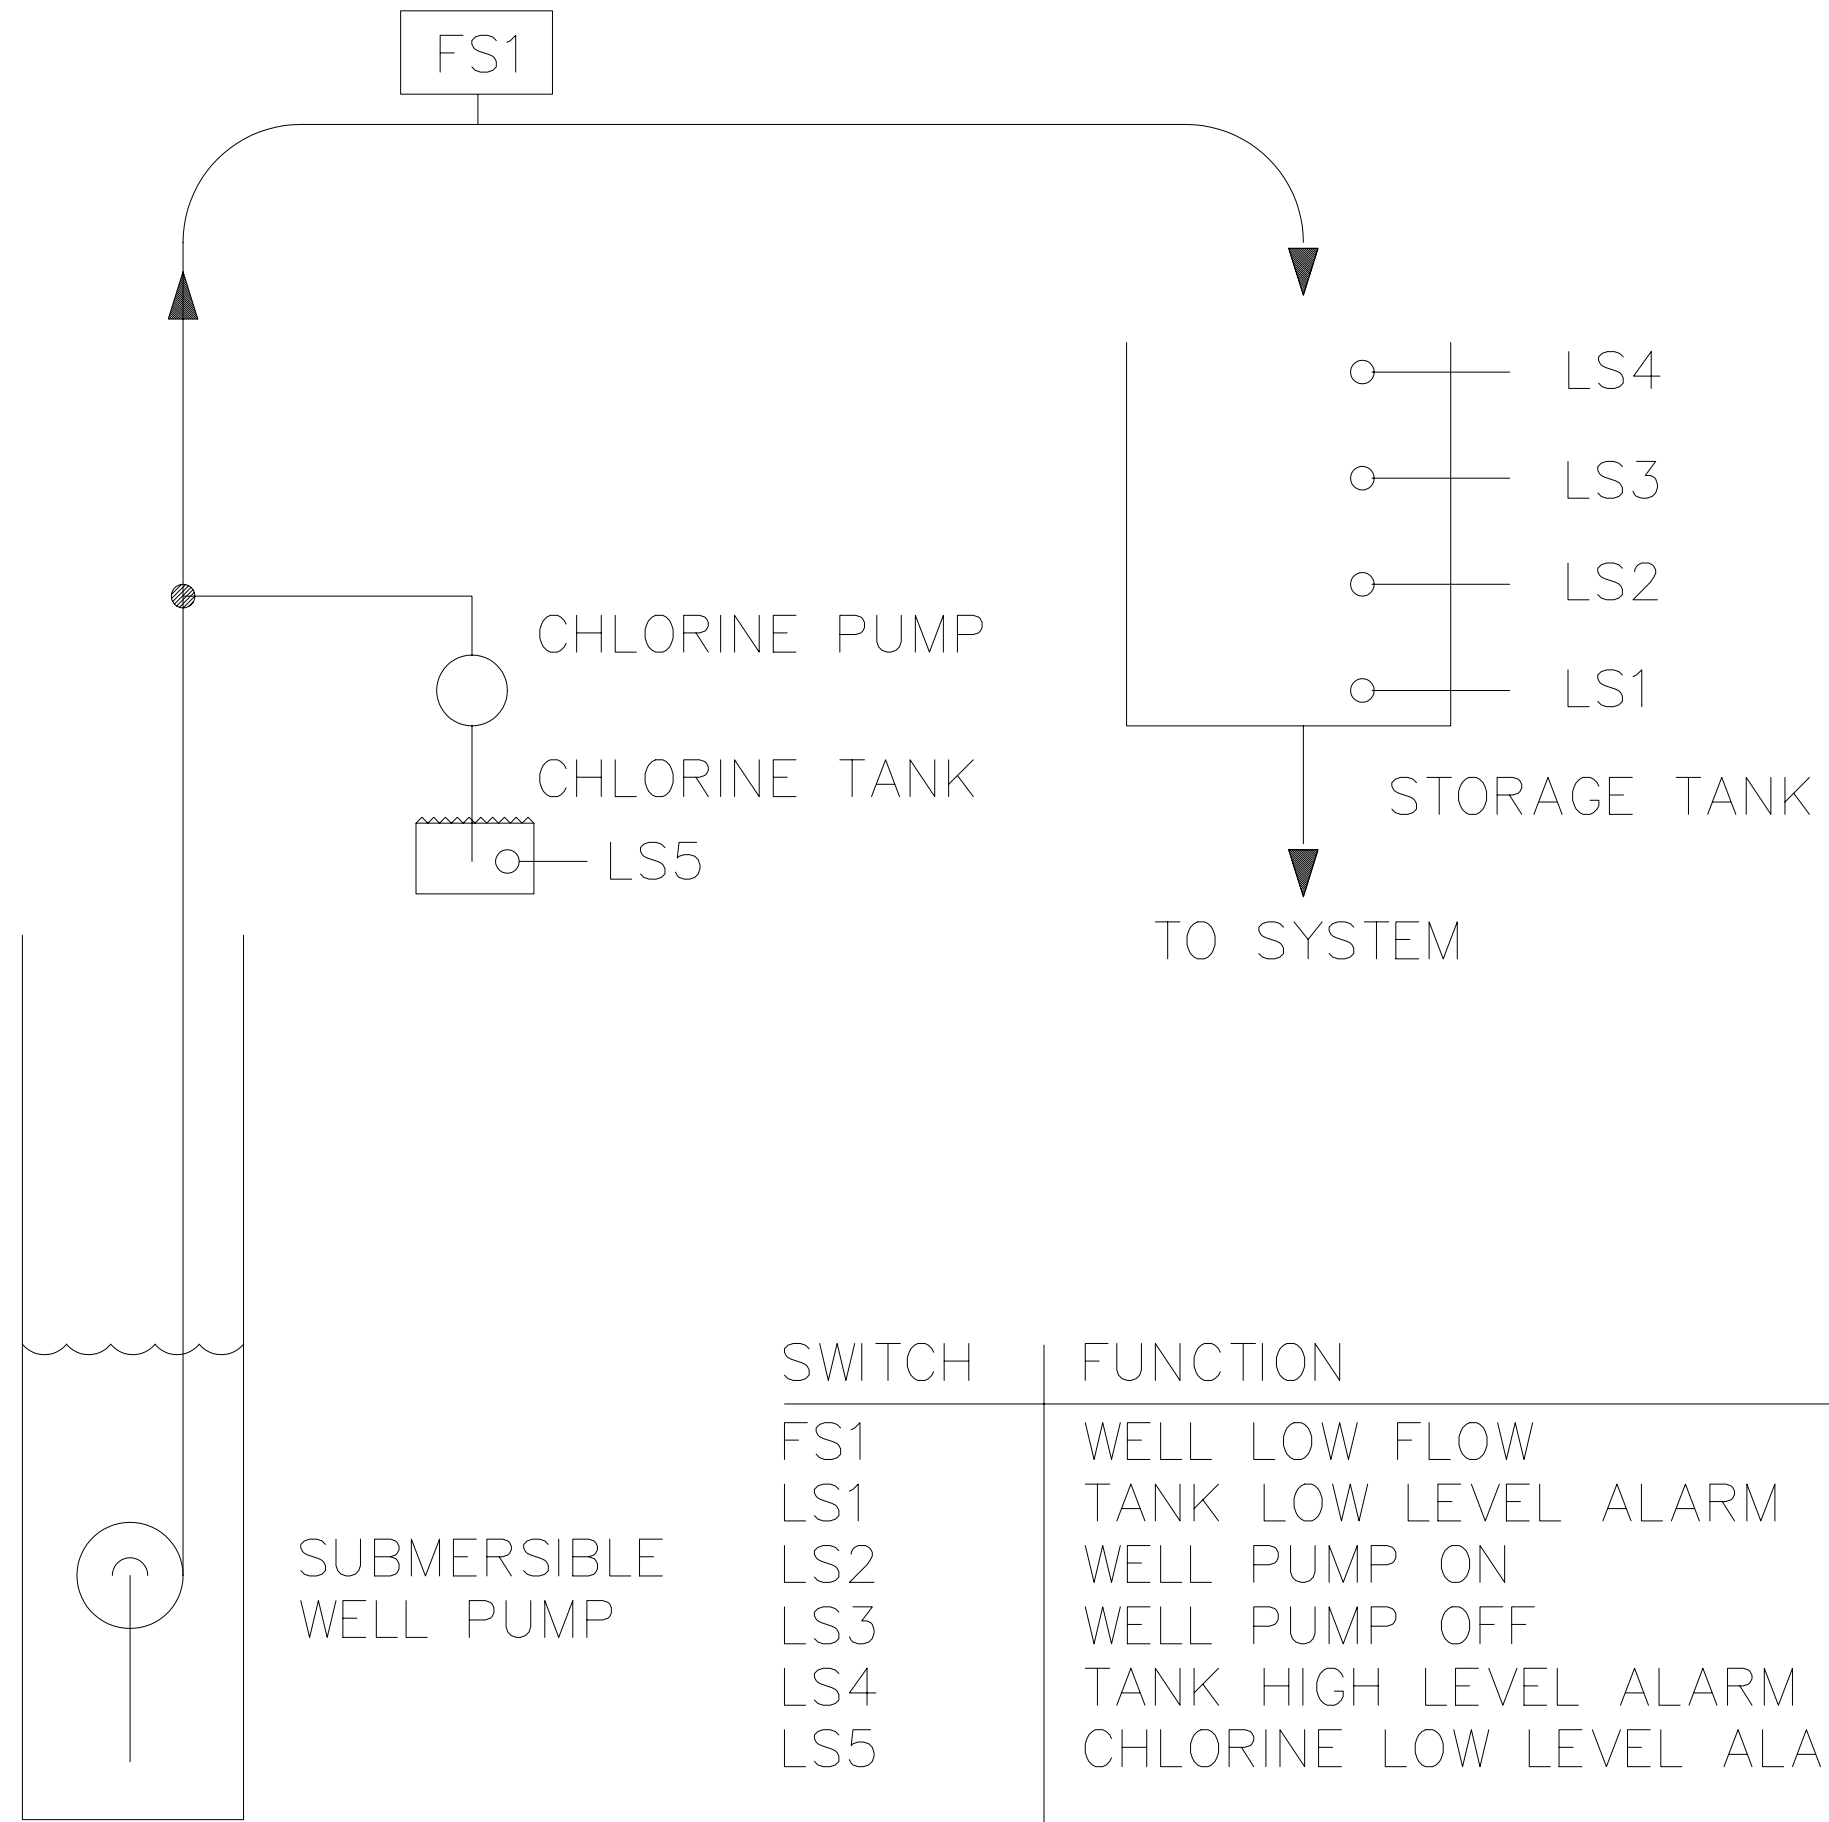 FS1
LS4
LS3
LS2
LS1
CHLORINE PUMP
CHLORINE TANK
LS5
STORAGE TANK
TO SYSTEM
SUBMERSIBLE
WELL PUMP
SWITCH FUNCTION
FS1 WELL LOW FLOW
LS1 TANK LOW LEVEL ALARM
LS2 WELL PUMP ON
LS3 WELL PUMP OFF
LS4 TANK HIGH LEVEL ALARM
LS5 CHLORINE LOW LEVEL ALA